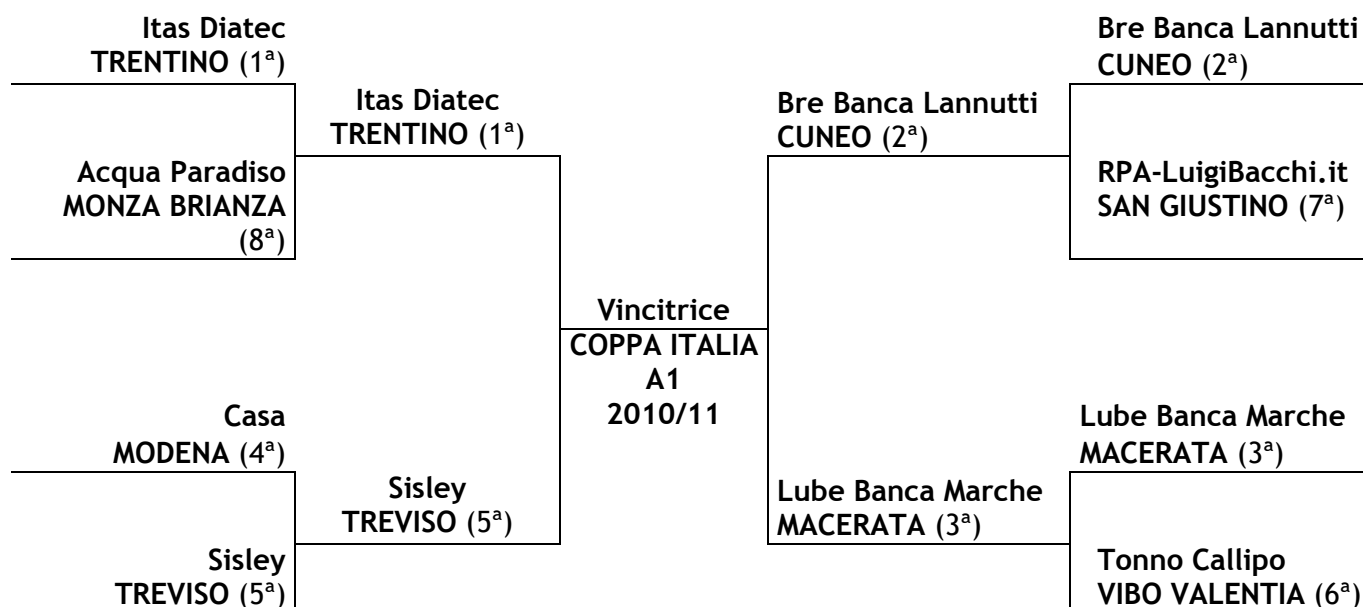 Itas Diatec
TRENTINO (1ª)
Acqua Paradiso
MONZA BRIANZA
(8ª)
Casa
MODENA (4ª)
Sisley
TREVISO (5ª)
Itas Diatec
TRENTINO (1ª)
Sisley
TREVISO (5ª)
Vincitrice
COPPA ITALIA
A1
2010/11
Bre Banca Lannutti
CUNEO (2ª)
Lube Banca Marche
MACERATA (3ª)
Bre Banca Lannutti
CUNEO (2ª)
RPA-LuigiBacchi.it
SAN GIUSTINO (7ª)
Lube Banca Marche
MACERATA (3ª)
Tonno Callipo
VIBO VALENTIA (6ª)